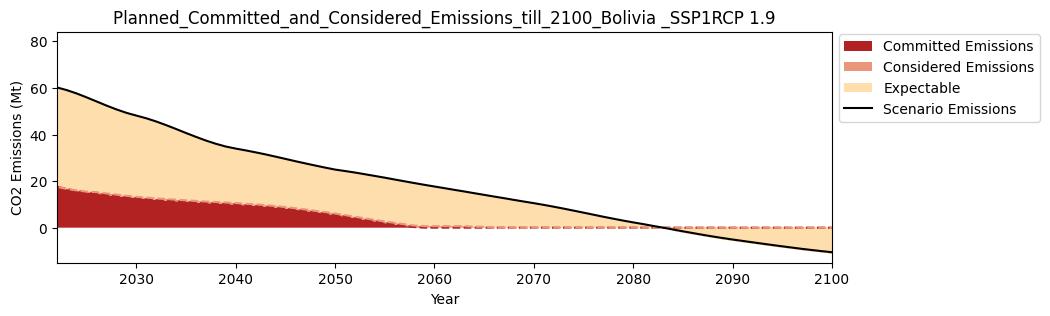 Planned_Committed_and_Considered_Emissions_till_2100_Bolivia _SSP1RCP 1.9
80
60
40
20
0
CO2 Emissions (Mt)
2030
2040
2050
2060
2070
2080
2090
2100
Year
Committed Emissions
Considered Emissions
Expectable
Scenario Emissions